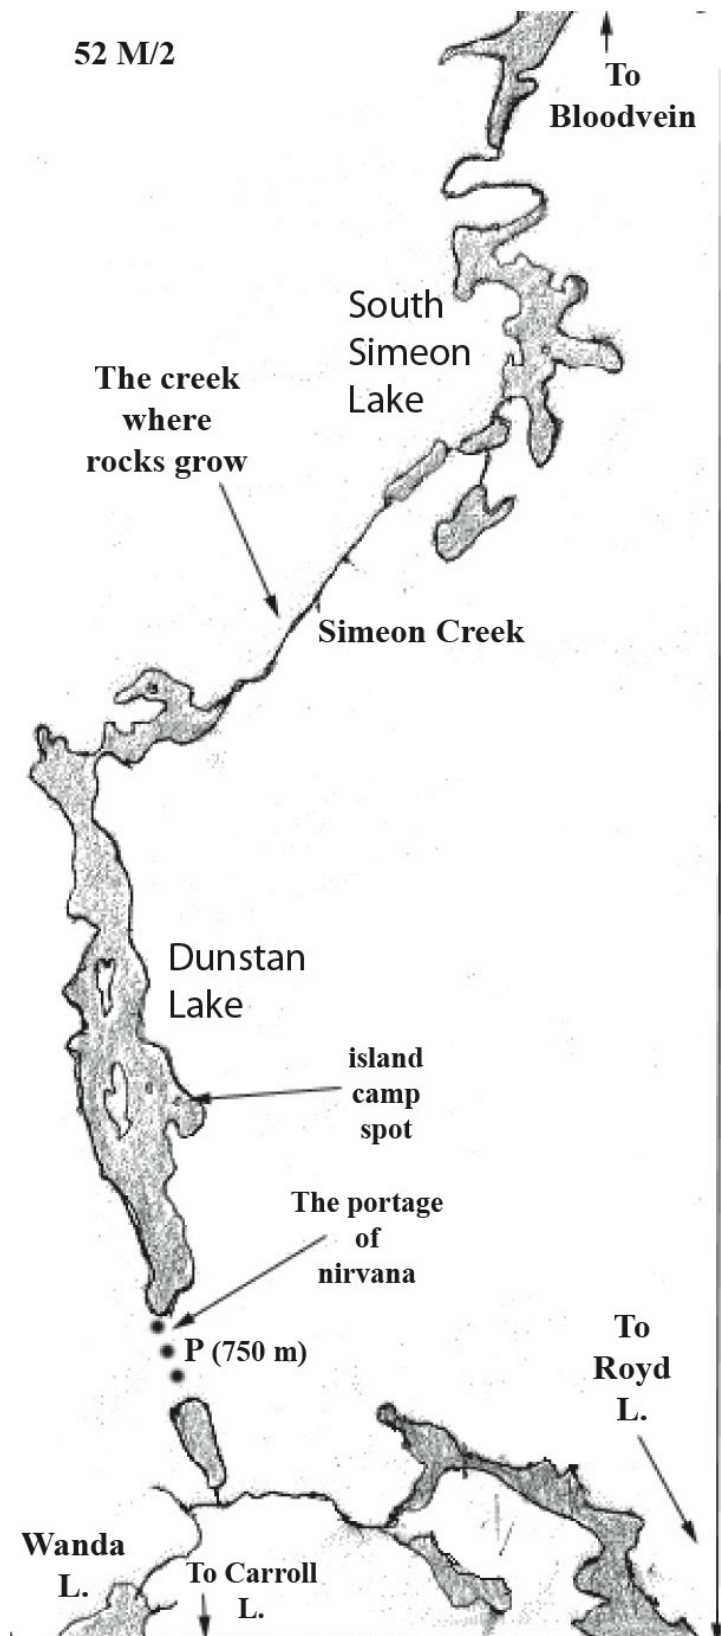 52 M/2
To
Bloodvein
South
Simeon
Lake
The creek
where
rocks grow
Simeon Creek
Dunstan
Lake
island
camp
spot
The portage
of
nirvana
P (750 m)
To
Royd
L.
Wanda
L.
To Carroll
L.